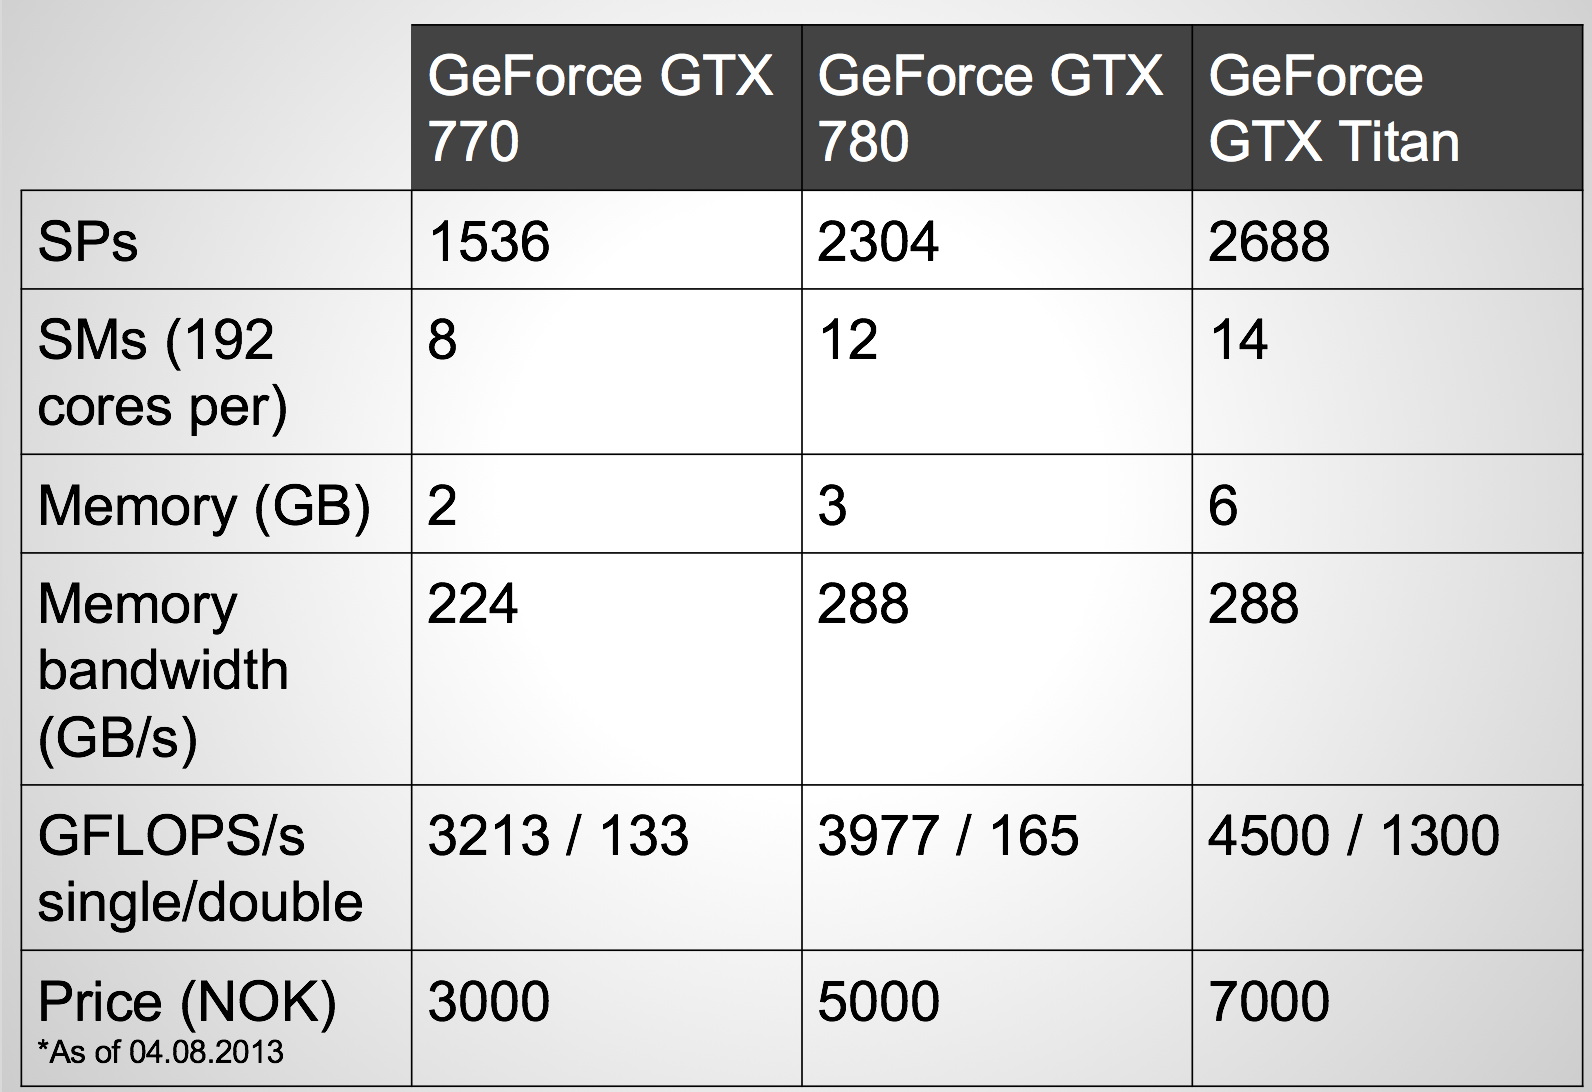 GeForce GTX
770
GeForce GTX
780
GeForce
GTX Titan
SPs
1536
2304
2688
SMs (192
cores per)
8
12
14
Memory (GB)
2
3
6
Memory
bandwidth
(GB/s)
224
288
288
GFLOPS/s
single/double
3213 / 133
3977 / 165
4500 / 1300
Price (NOK)
*As of 04.08.2013
3000
5000
7000